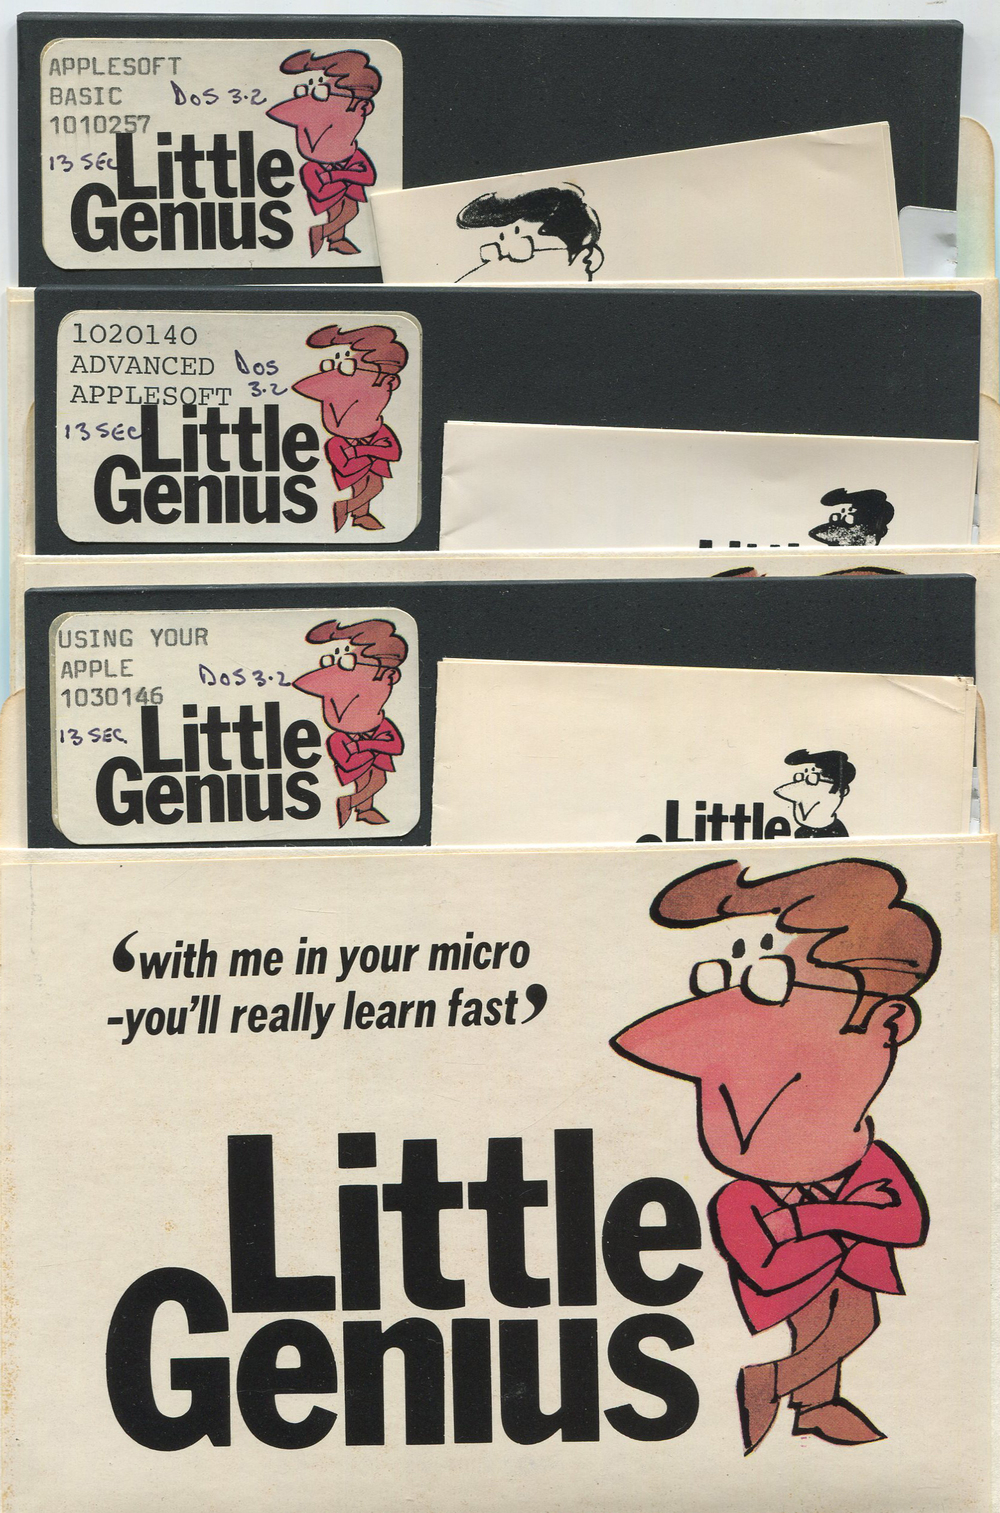 APPLESOFT
BASIC DOS 3.2
1010257
13 SEC
Little
Genius
1020140
ADVANCED DOS
APPLESOFT 3.2
13 SEC
Little
Genius
USING YOUR
APPLE DOS 3.2
1030146
13 SEC.
Little
Genius
Little
‘with me in your micro
-you'll really learn fast’
Little
Genius